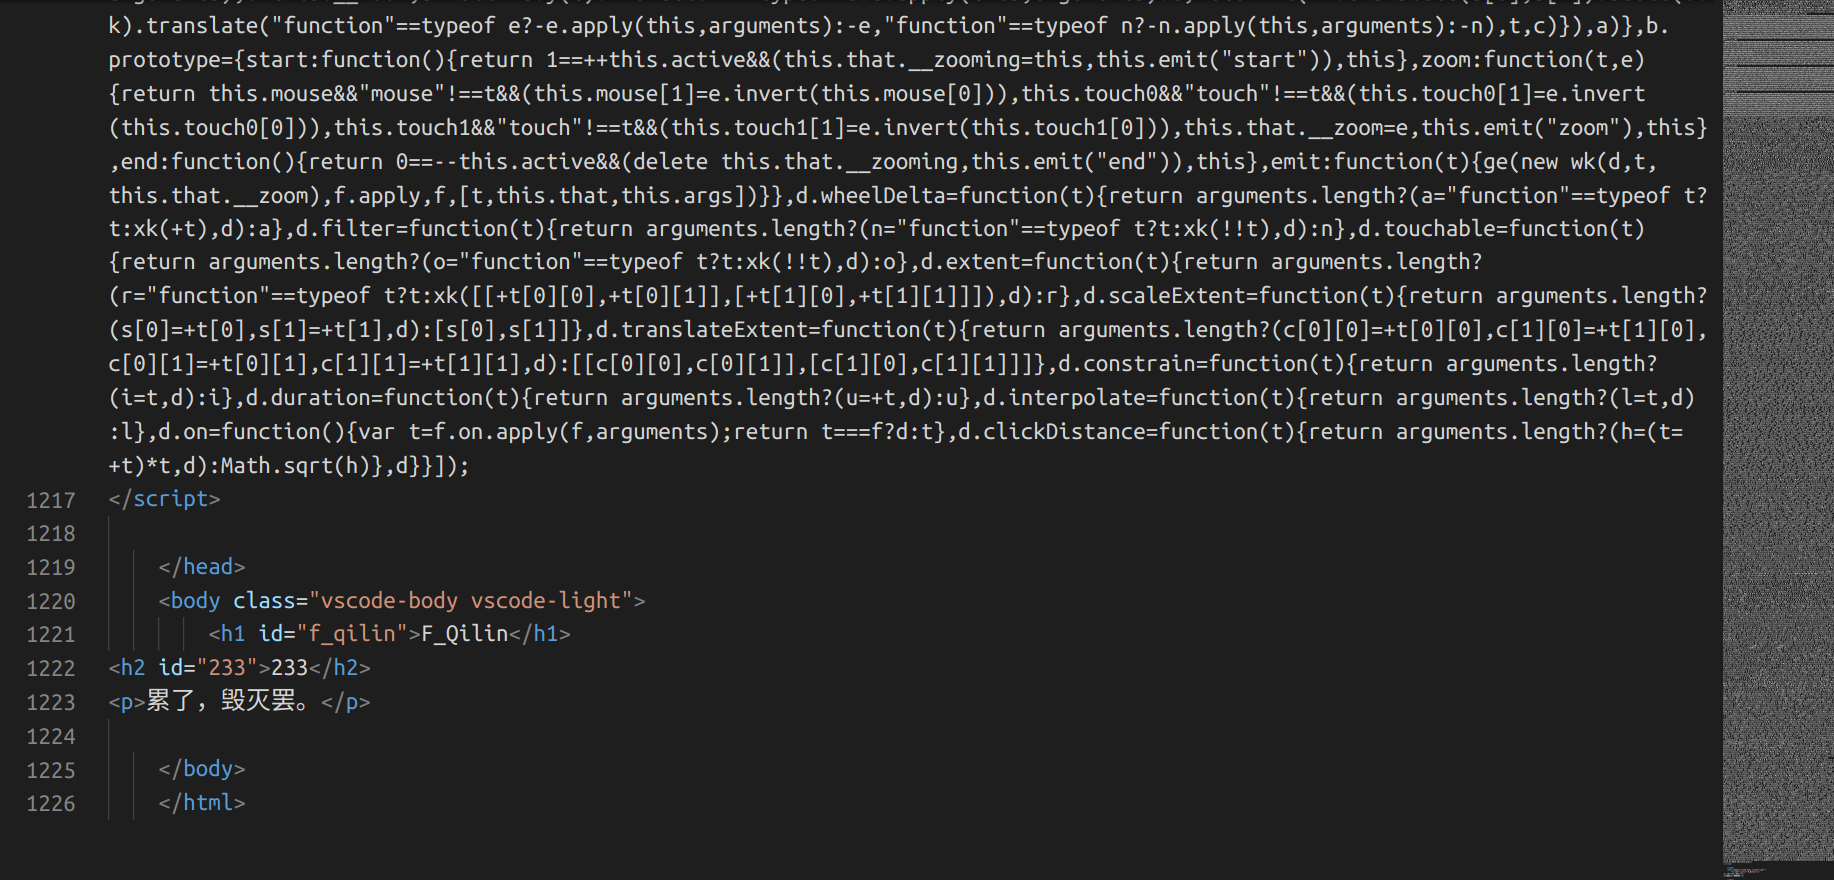 k).translate("function"==typeof e?-e.apply(this,arguments):-e,"function"==typeof n?-n.apply(this,arguments):-n),t,c)}),a)},b.
prototype={start:function(){return 1==++this.active&&(this.that.__zooming=this,this.emit("start")),this},zoom:function(t,e)
{return this.mouse&&"mouse"!==t&&(this.mouse[1]=e.invert(this.mouse[0])),this.touch0&&"touch"!==t&&(this.touch0[1]=e.invert
(this.touch0[0])),this.touch1&&"touch"!==t&&(this.touch1[1]=e.invert(this.touch1[0])),this.that.__zoom=e,this.emit("zoom"),this}
,end:function(){return 0==--this.active&&(delete this.that.__zooming,this.emit("end")),this},emit:function(t){ge(new wk(d,t,
this.that.__zoom),f.apply,f,[t,this.that,this.args])}},d.wheelDelta=function(t){return arguments.length?(a="function"==typeof t?
t:xk(+t),d):a},d.filter=function(t){return arguments.length?(n="function"==typeof t?t:xk(!!t),d):n},d.touchable=function(t)
{return arguments.length?(o="function"==typeof t?t:xk(!!t),d):o},d.extent=function(t){return arguments.length?
(r="function"==typeof t?t:xk([[+t[0][0],+t[0][1]],[+t[1][0],+t[1][1]]]),d):r},d.scaleExtent=function(t){return arguments.length?
(s[0]=+t[0],s[1]=+t[1],d):[s[0],s[1]]},d.translateExtent=function(t){return arguments.length?(c[0][0]=+t[0][0],c[1][0]=+t[1][0],
c[0][1]=+t[0][1],c[1][1]=+t[1][1],d):[[c[0][0],c[0][1]],[c[1][0],c[1][1]]]},d.constrain=function(t){return arguments.length?
(i=t,d):i},d.duration=function(t){return arguments.length?(u=+t,d):u},d.interpolate=function(t){return arguments.length?(l=t,d)
:l},d.on=function(){var t=f.on.apply(f,arguments);return t===f?d:t},d.clickDistance=function(t){return arguments.length?(h=(t=
+t)*t,d):Math.sqrt(h)},d}}]);
1217 </script>
1218
1219 </head>
1220 <body class="vscode-body vscode-light">
1221 <h1 id="f_qilin">F_Qilin</h1>
1222 <h2 id="233">233</h2>
1223 <p>累了，毁灭罢。</p>
1224
1225 </body>
1226 </html>